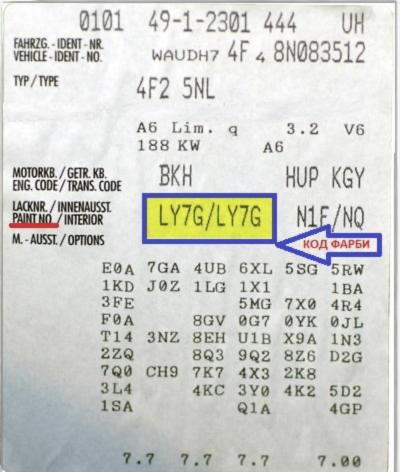 0101 49-1-2301 444 UH
FAHRZG.-IDENT-NR.
VEHICLE-IDENT-NO. WAUDH7 4F 4 8N083512
TYP/TYPE 4F2 5NL
A6 Lim. q 3.2 V6
188 KW A6
MOTORKB./GETR.KB.
ENG. CODE/TRANS. CODE BKH HUP KGY
LACKNR./INNENAUSST.
PAINT NO./INTERIOR LY7G/LY7G N1F/NQ
КОД ФАРБИ
M.-AUSST./OPTIONS
E0A 7GA 4UB 6XL 5SG 5RW
1KD J0Z 1LG 1X1 1BA
3FE 5MG 7X0 4R4
F0A 8GV 0G7 0YK 0JL
T14 3NZ 8EH U1B X9A 1N3
2ZQ 8Q3 9Q2 8Z6 D2G
7Q0 CH9 7K7 4X3 2K8
3L4 4KC 3Y0 4K2 5D2
1SA Q1A 4GP
7.7 7.7 7.7 7.00